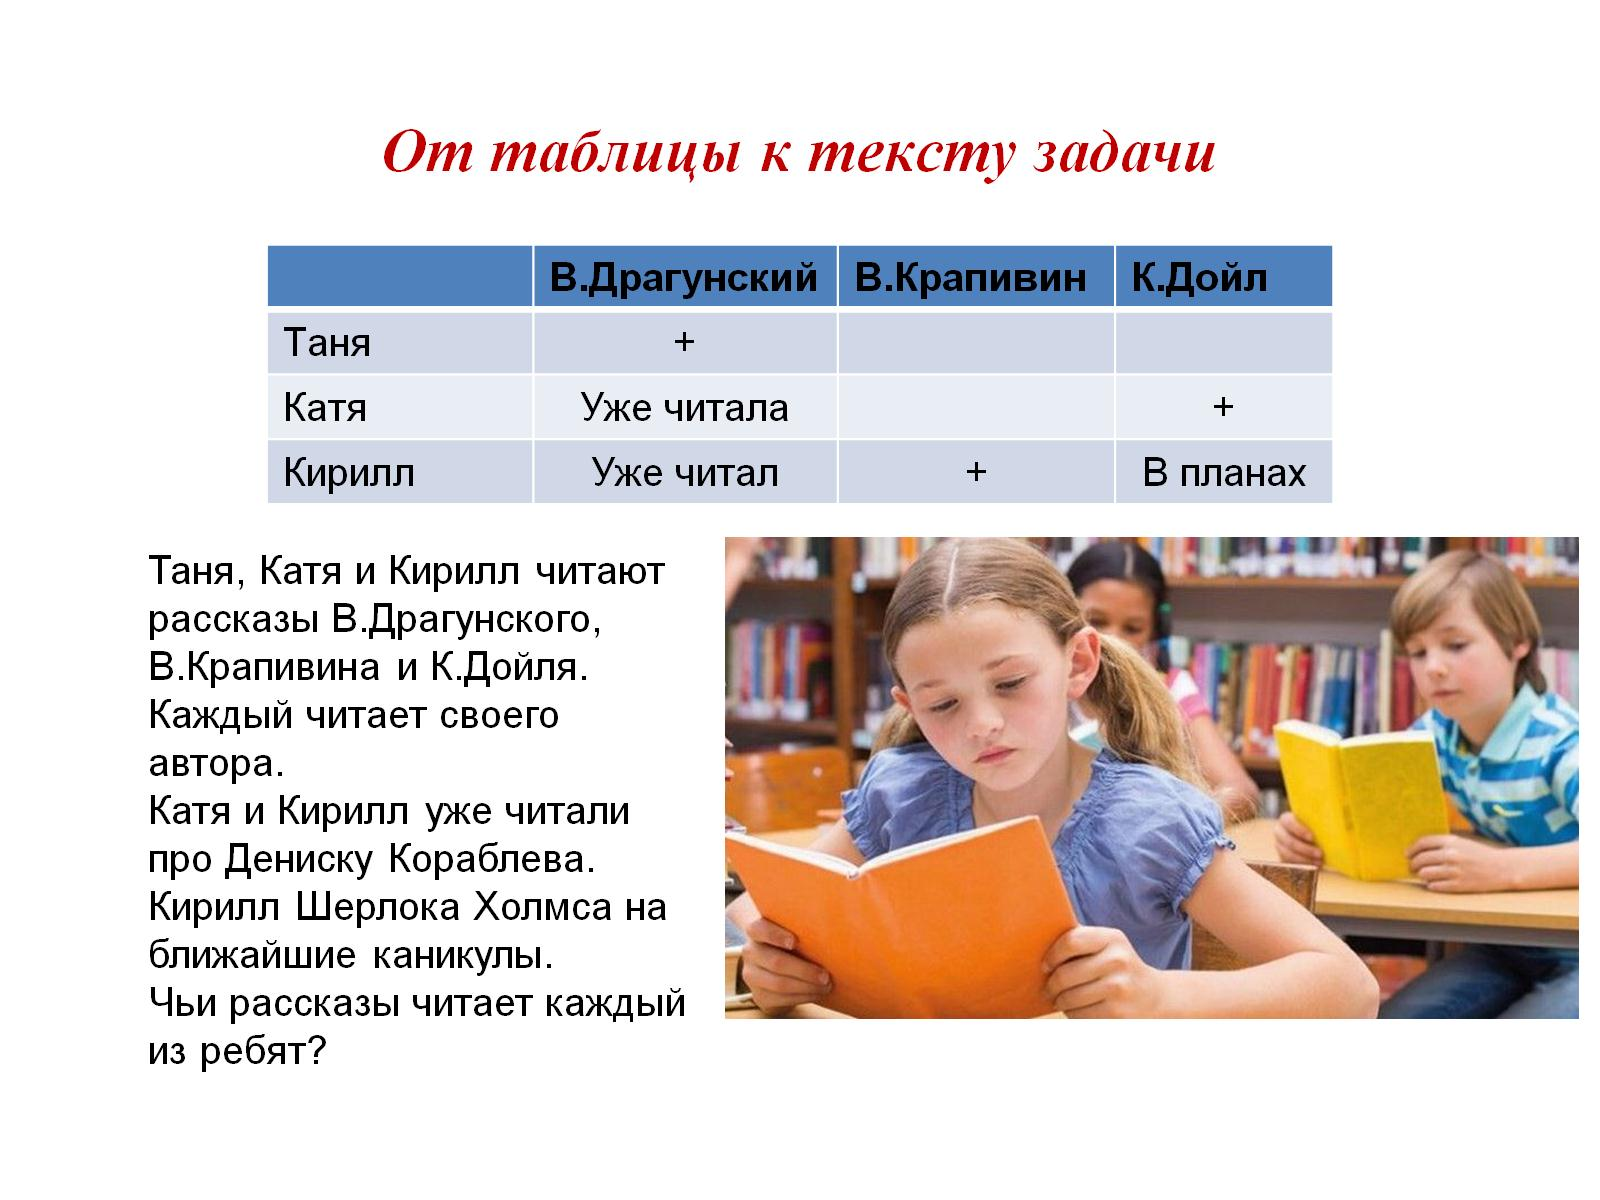 От таблицы к тексту задачи
В.Драгунский В.Крапивин К.Дойл
Таня +
Катя Уже читала +
Кирилл Уже читал + В планах
Таня, Катя и Кирилл читают
рассказы В.Драгунского,
В.Крапивина и К.Дойля.
Каждый читает своего
автора.
Катя и Кирилл уже читали
про Дениску Кораблева.
Кирилл Шерлока Холмса на
ближайшие каникулы.
Чьи рассказы читает каждый
из ребят?